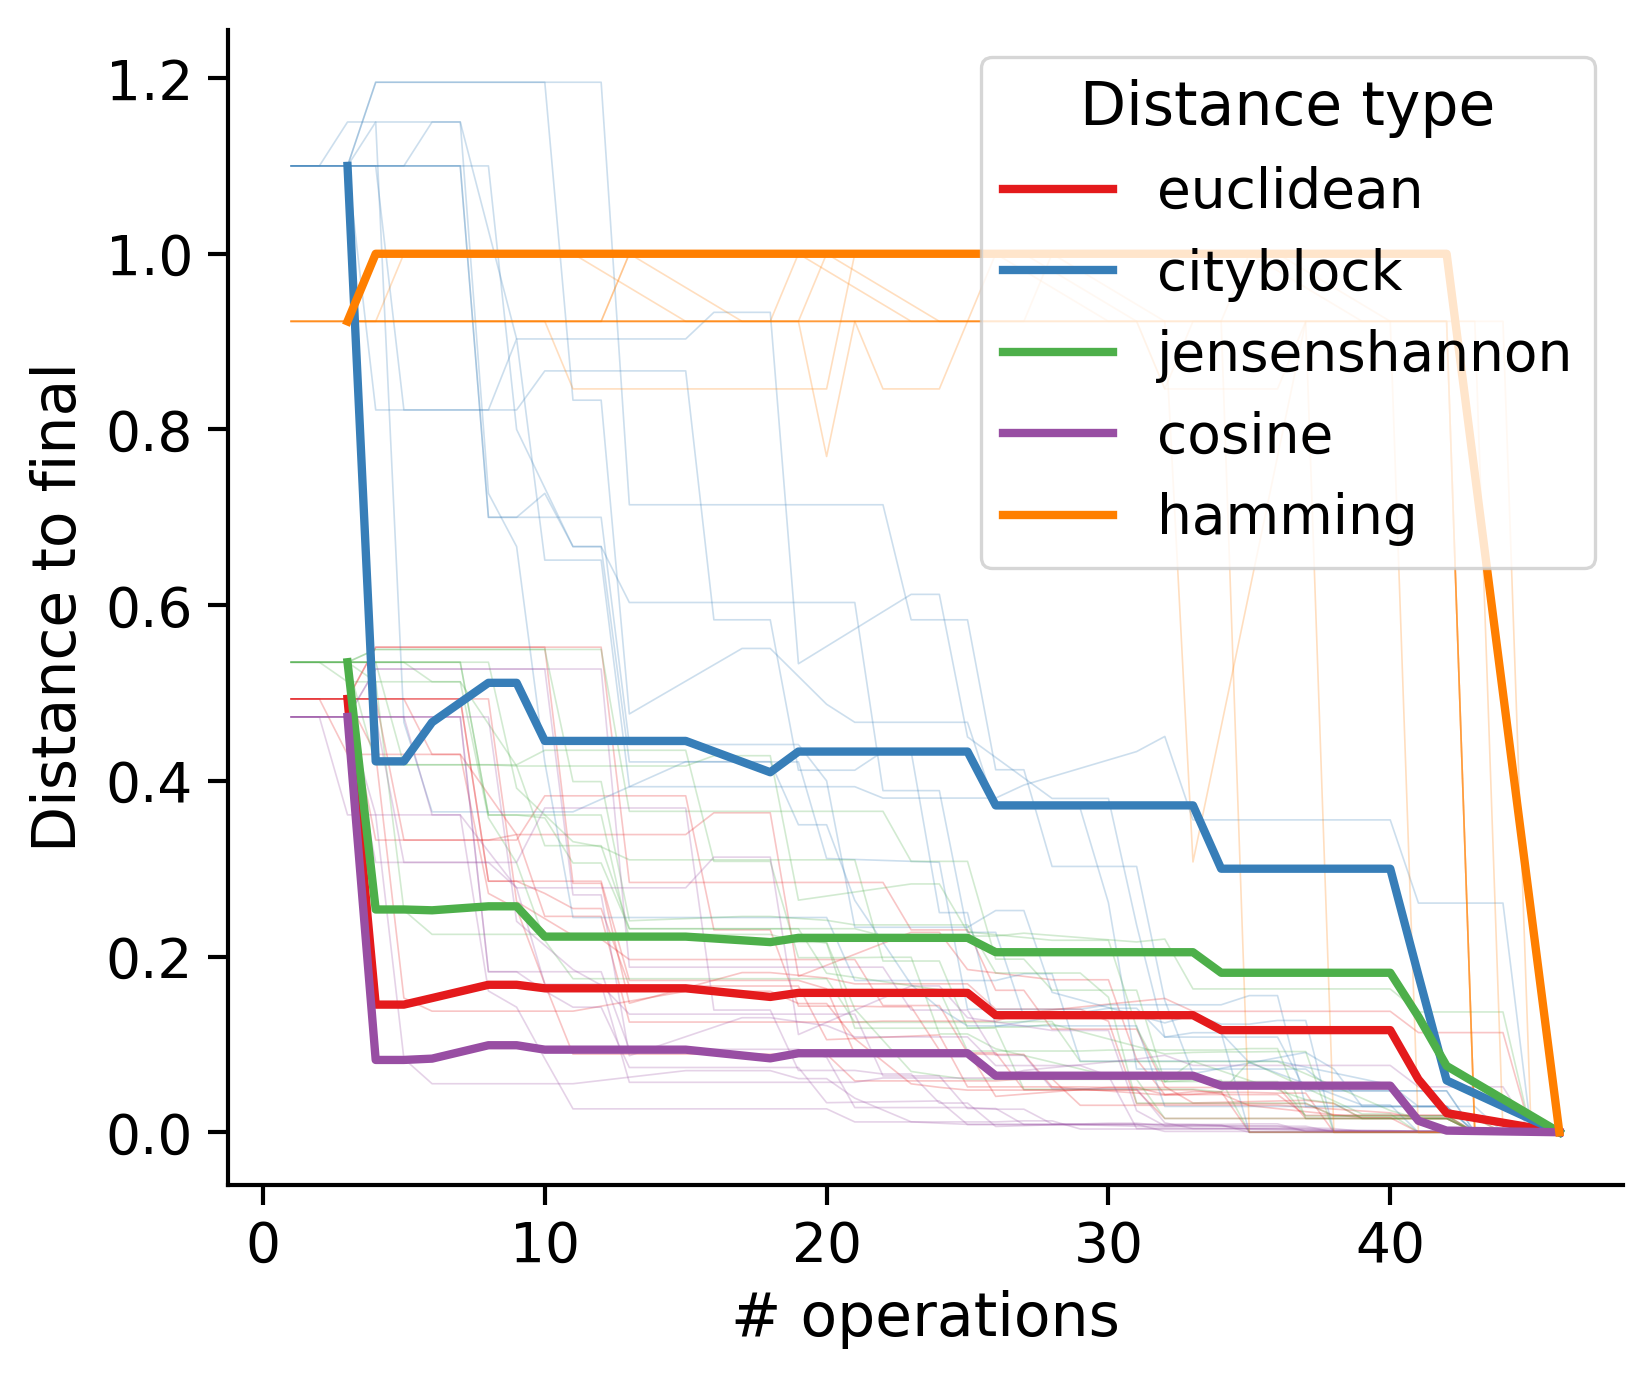 Distance type
euclidean
cityblock
jensenshannon
cosine
hamming
Distance to final
1.2
1.0
0.8
0.6
0.4
0.2
0.0
0 10 20 30 40
# operations